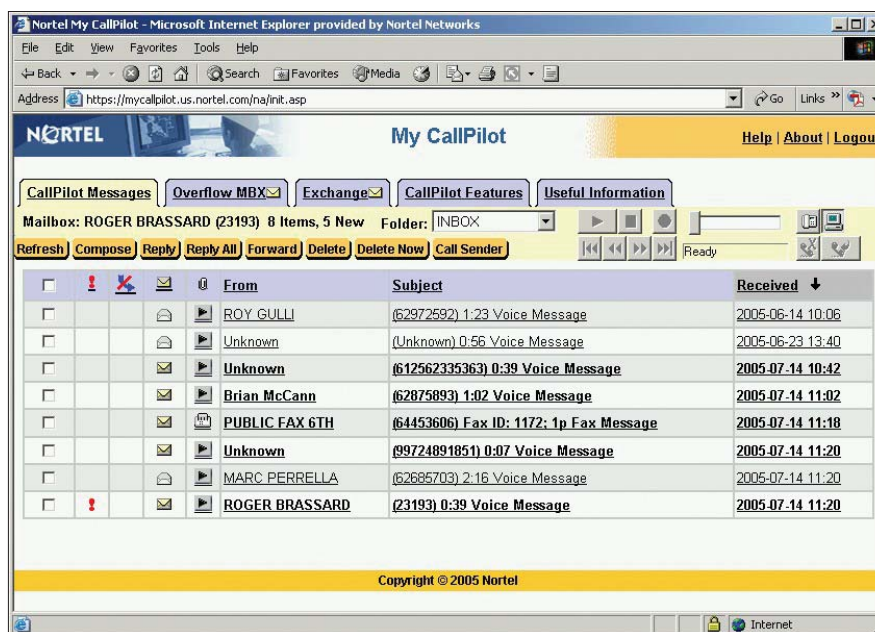 Nortel My CallPilot - Microsoft Internet Explorer provided by Nortel Networks
File Edit View Favorites Tools Help
Back Search Favorites Media
Address https://mycallpilot.us.nortel.com/na/init.asp Go Links »
NORTEL My CallPilot Help | About | Logou
CallPilot Messages Overflow MBX Exchange CallPilot Features Useful Information
Mailbox: ROGER BRASSARD (23193) 8 Items, 5 New Folder: INBOX
Refresh Compose Reply Reply All Forward Delete Delete Now Call Sender Ready
From Subject Received
ROY GULLI (62972592) 1:23 Voice Message 2005-06-14 10:06
Unknown (Unknown) 0:56 Voice Message 2005-06-23 13:40
Unknown (612562335363) 0:39 Voice Message 2005-07-14 10:42
Brian McCann (62875893) 1:02 Voice Message 2005-07-14 11:02
PUBLIC FAX 6TH (64453606) Fax ID: 1172; 1p Fax Message 2005-07-14 11:18
Unknown (99724891851) 0:07 Voice Message 2005-07-14 11:20
MARC PERRELLA (62685703) 2:16 Voice Message 2005-07-14 11:20
ROGER BRASSARD (23193) 0:39 Voice Message 2005-07-14 11:20
Copyright © 2005 Nortel
Internet